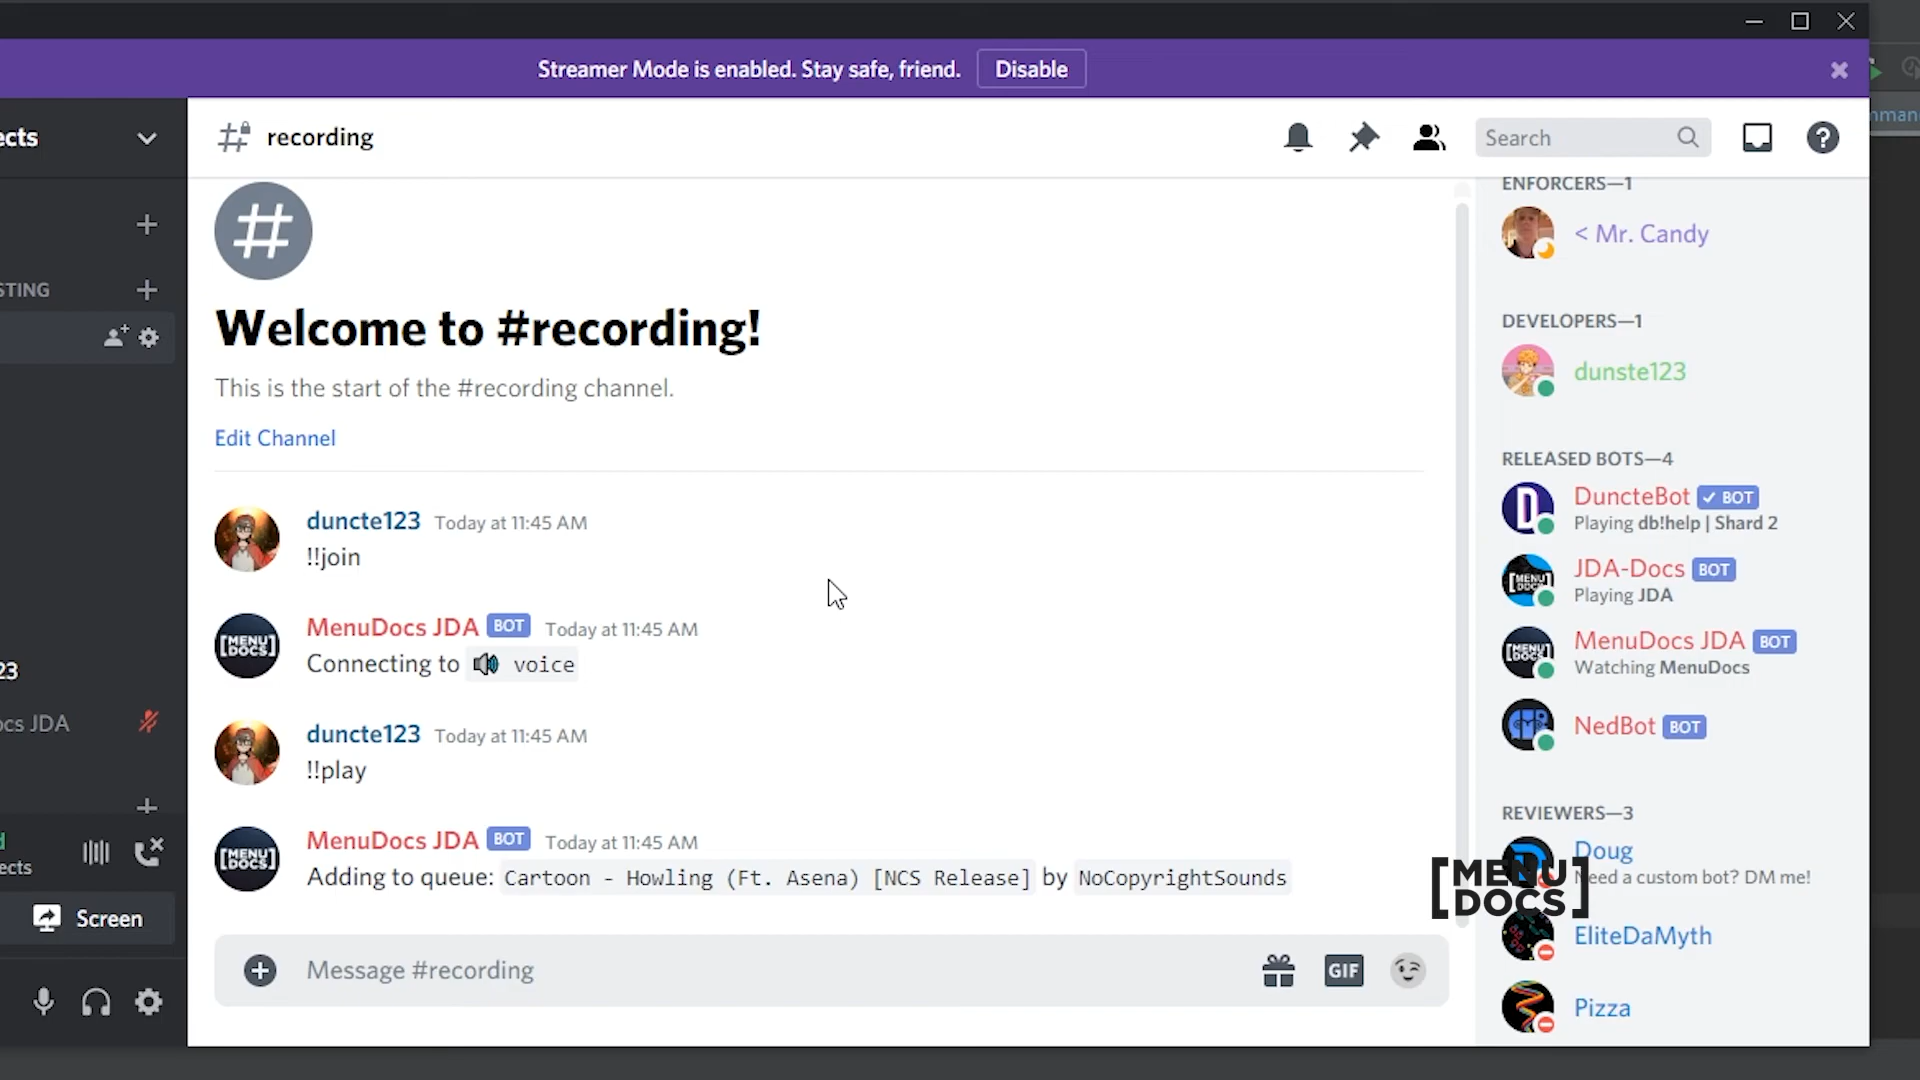 Streamer Mode is enabled. Stay safe, friend. Disable
ects
recording
Search
mman
STING
23
ocs JDA
d
ects
Screen
Welcome to #recording!
This is the start of the #recording channel.
Edit Channel
duncte123 Today at 11:45 AM
!!join
MenuDocs JDA BOT Today at 11:45 AM
Connecting to voice
duncte123 Today at 11:45 AM
!!play
MenuDocs JDA BOT Today at 11:45 AM
Adding to queue: Cartoon - Howling (Ft. Asena) [NCS Release] by NoCopyrightSounds
Message #recording
GIF
ENFORCERS—1
< Mr. Candy
DEVELOPERS—1
dunste123
RELEASED BOTS—4
DuncteBot BOT
Playing db!help | Shard 2
JDA-Docs BOT
Playing JDA
MenuDocs JDA BOT
Watching MenuDocs
NedBot BOT
REVIEWERS—3
Doug
Need a custom bot? DM me!
EliteDaMyth
Pizza
[MENU
DOCS]